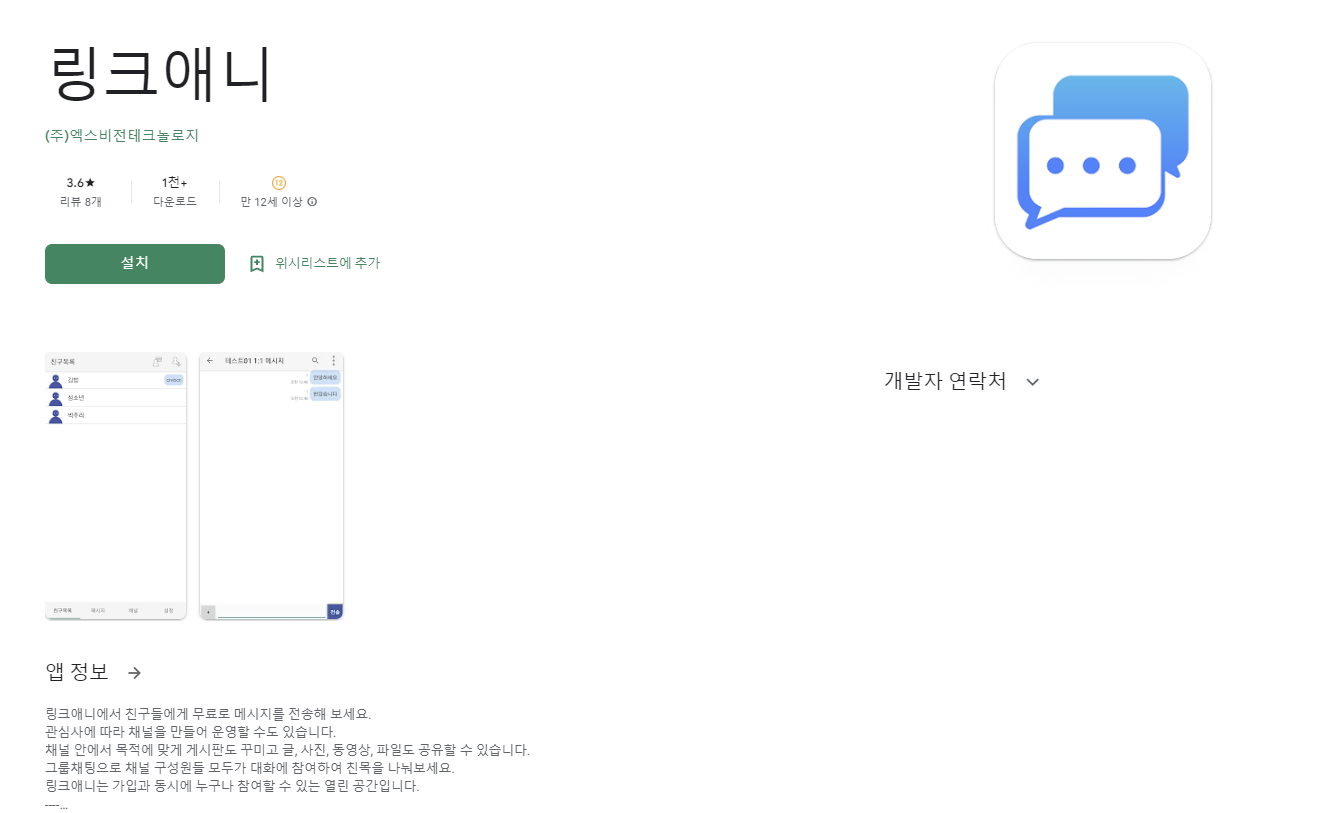 링크애니
(주)엑스비전테크놀로지
3.6★
리뷰 8개
1천+
다운로드
12
만 12세 이상
설치
위시리스트에 추가
친구목록
김밥
청소년
친구목록
메시지
채널
설정
테스트01 1:1 메시지
안녕하세요
반갑습니다
전송
개발자 연락처
앱 정보
링크애니에서 친구들에게 무료로 메시지를 전송해 보세요.
관심사에 따라 채널을 만들어 운영할 수도 있습니다.
채널 안에서 목적에 맞게 게시판도 꾸미고 글, 사진, 동영상, 파일도 공유할 수 있습니다.
그룹채팅으로 채널 구성원들 모두가 대화에 참여하여 친목을 나눠보세요.
링크애니는 가입과 동시에 누구나 참여할 수 있는 열린 공간입니다.
----...